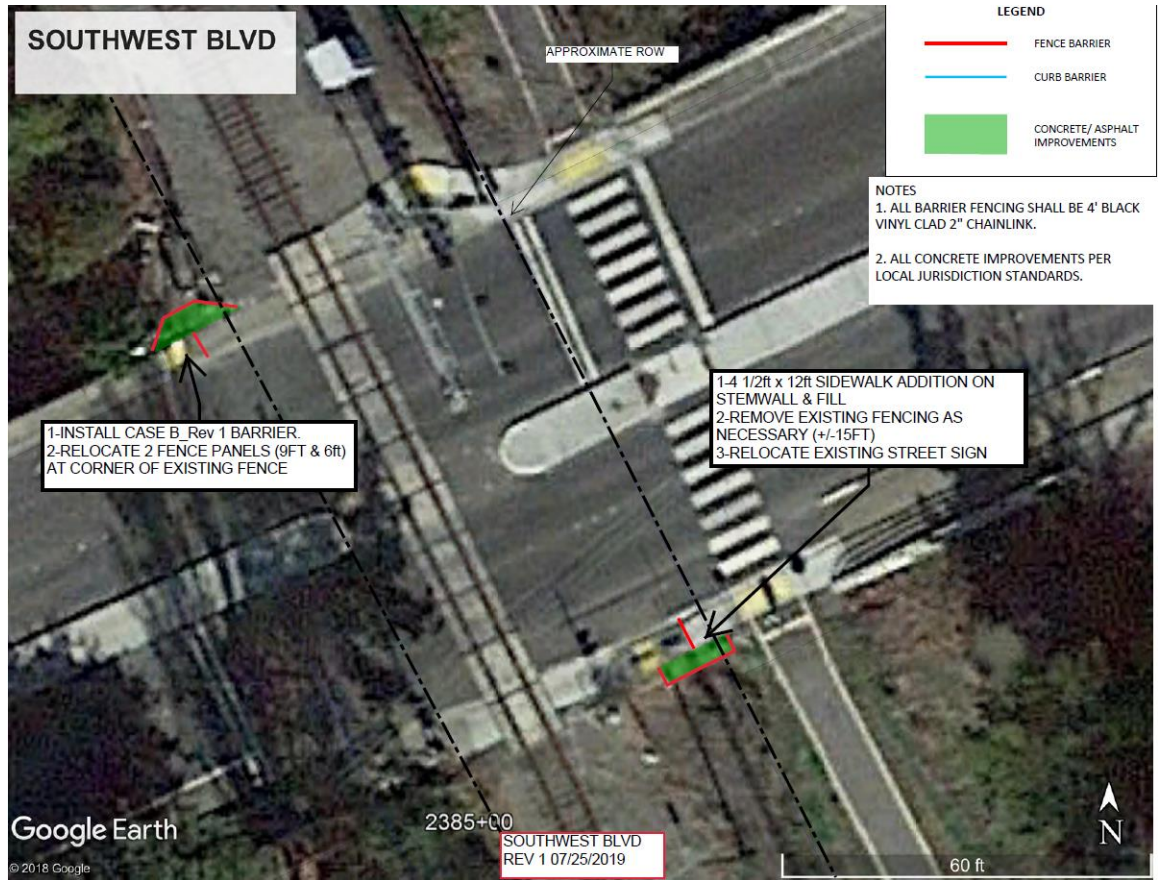 SOUTHWEST BLVD
APPROXIMATE ROW
LEGEND
FENCE BARRIER
CURB BARRIER
CONCRETE/ ASPHALT
IMPROVEMENTS
NOTES
1. ALL BARRIER FENCING SHALL BE 4' BLACK
VINYL CLAD 2" CHAINLINK.
2. ALL CONCRETE IMPROVEMENTS PER
LOCAL JURISDICTION STANDARDS.
1-4 1/2ft x 12ft SIDEWALK ADDITION ON
STEMWALL & FILL
2-REMOVE EXISTING FENCING AS
NECESSARY (+/-15FT)
3-RELOCATE EXISTING STREET SIGN
1-INSTALL CASE B_Rev 1 BARRIER.
2-RELOCATE 2 FENCE PANELS (9FT & 6ft)
AT CORNER OF EXISTING FENCE
Google Earth
© 2018 Google
2385+00
SOUTHWEST BLVD
REV 1 07/25/2019
N
60 ft